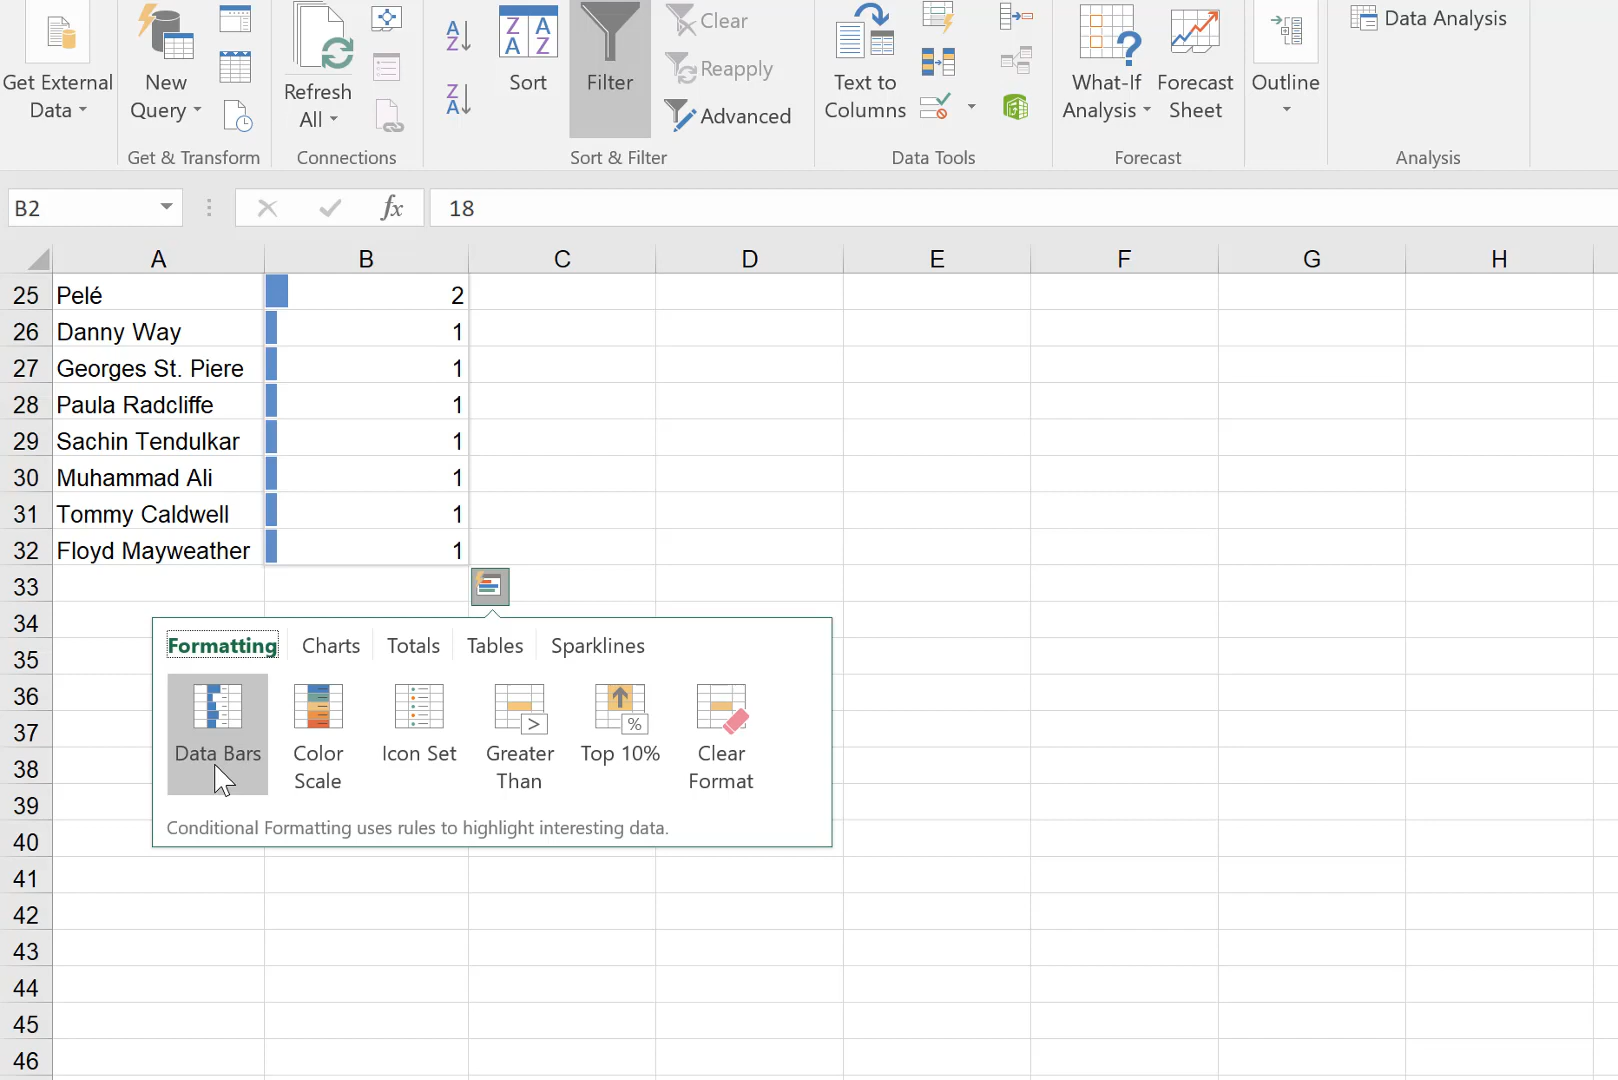 Get External
Data
New
Query
Get & Transform
Refresh
All
Connections
A
Z
Z
A
Z A
A Z
Sort
Filter
Clear
Reapply
Advanced
Sort & Filter
Text to
Columns
Data Tools
What-If
Analysis
Forecast
Sheet
Forecast
Outline
Data Analysis
Analysis
B2
fx
18
A B C D E F G H
25 Pelé 2
26 Danny Way 1
27 Georges St. Piere 1
28 Paula Radcliffe 1
29 Sachin Tendulkar 1
30 Muhammad Ali 1
31 Tommy Caldwell 1
32 Floyd Mayweather 1
33
34
35
36
37
38
39
40
41
42
43
44
45
46
Formatting Charts Totals Tables Sparklines
Data Bars
Color
Scale
Icon Set
>
Greater
Than
%
Top 10%
Clear
Format
Conditional Formatting uses rules to highlight interesting data.